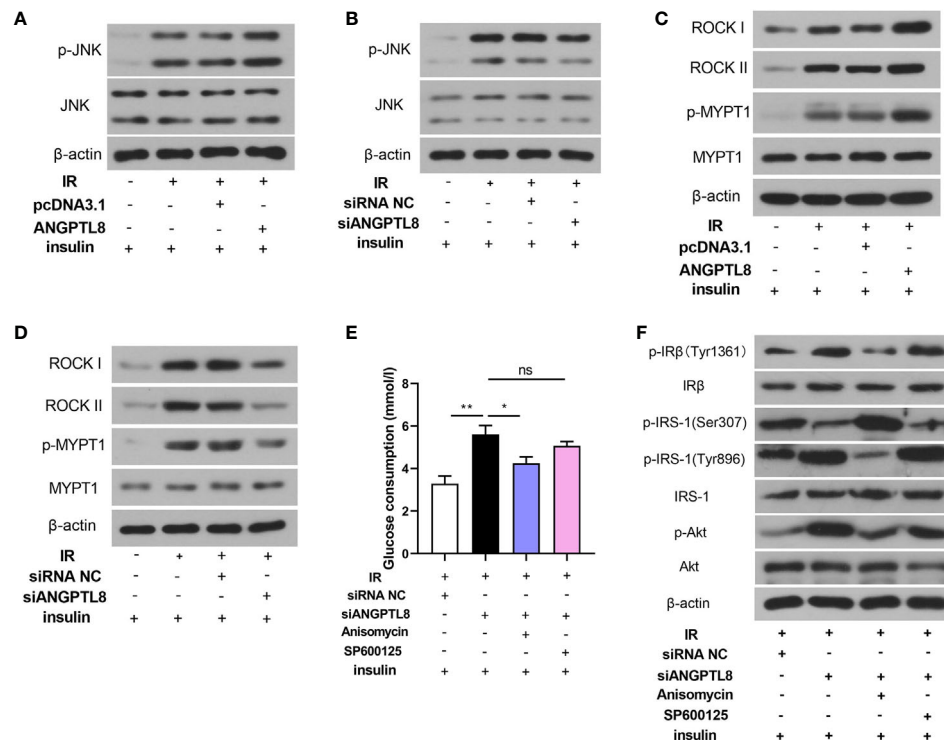 A
p-JNK
JNK
β-actin
IR - + + +
pcDNA3.1 - - + -
ANGPTL8 - - - +
insulin + + + +
B
p-JNK
JNK
β-actin
IR - + + +
siRNA NC - - + -
siANGPTL8 - - - +
insulin + + + +
C
ROCK I
ROCK II
p-MYPT1
MYPT1
β-actin
IR - + + +
pcDNA3.1 - - + -
ANGPTL8 - - - +
insulin + + + +
D
ROCK I
ROCK II
p-MYPT1
MYPT1
β-actin
IR - + + +
siRNA NC - - + -
siANGPTL8 - - - +
insulin + + + +
E
Glucose consumption (mmol/l)
8
6
4
2
0
ns
** *
IR + + + +
siRNA NC + - - -
siANGPTL8 - + + +
Anisomycin - - + -
SP600125 - - - +
insulin + + + +
F
p-IRβ(Tyr1361)
IRβ
p-IRS-1(Ser307)
p-IRS-1(Tyr896)
IRS-1
p-Akt
Akt
β-actin
IR + + + +
siRNA NC + - - -
siANGPTL8 - + + +
Anisomycin - - + -
SP600125 - - - +
insulin + + + +